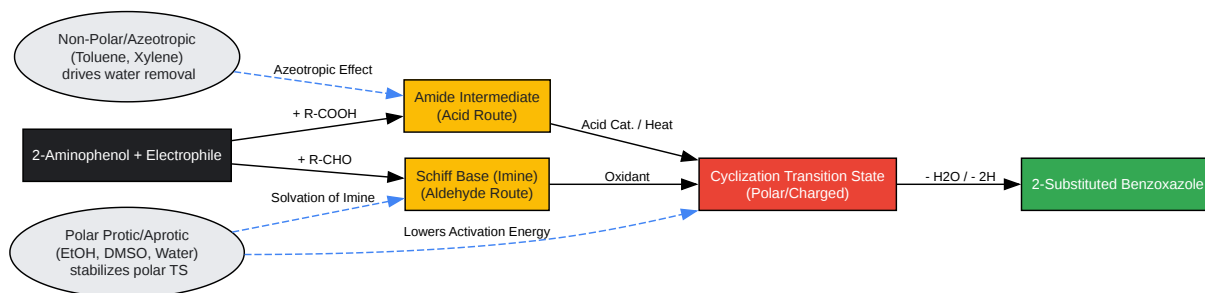 Non-Polar/Azeotropic
(Toluene, Xylene)
drives water removal
Azeotropic Effect
Amide Intermediate
(Acid Route)
+ R-COOH
Acid Cat. / Heat
2-Aminophenol + Electrophile
+ R-CHO
Schiff Base (Imine)
(Aldehyde Route)
Oxidant
Cyclization Transition State
(Polar/Charged)
- H2O / - 2H
2-Substituted Benzoxazole
Solvation of Imine
Polar Protic/Aprotic
(EtOH, DMSO, Water)
stabilizes polar TS
Lowers Activation Energy